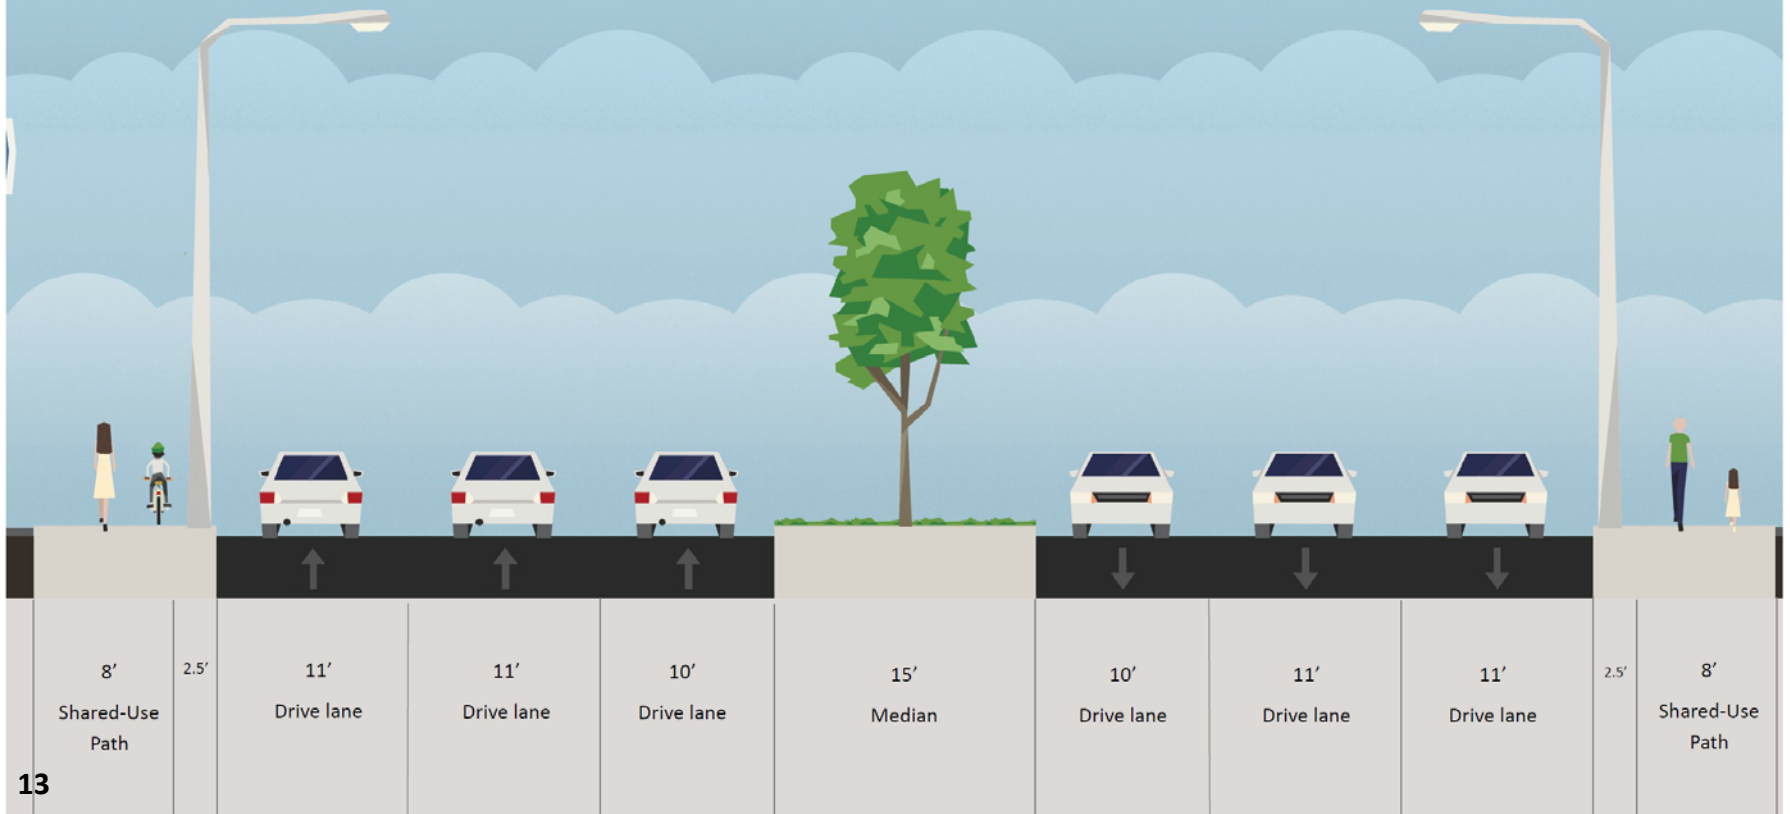 8′
Shared-Use
Path
2.5′
11′
Drive lane
11′
Drive lane
10′
Drive lane
15′
Median
10′
Drive lane
11′
Drive lane
11′
Drive lane
2.5′
8′
Shared-Use
Path
13